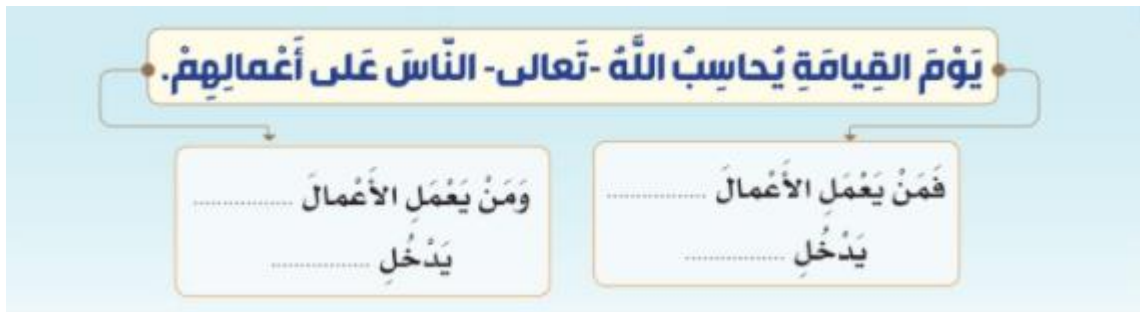 يَوْمَ القِيامَةِ يُحاسِبُ اللَّهُ -تَعالى- النّاسَ عَلى أَعْمالِهِمْ.
فَمَنْ يَعْمَلِ الأَعْمالَ ................
يَدْخُلِ ................
وَمَنْ يَعْمَلِ الأَعْمالَ ................
يَدْخُلِ ................